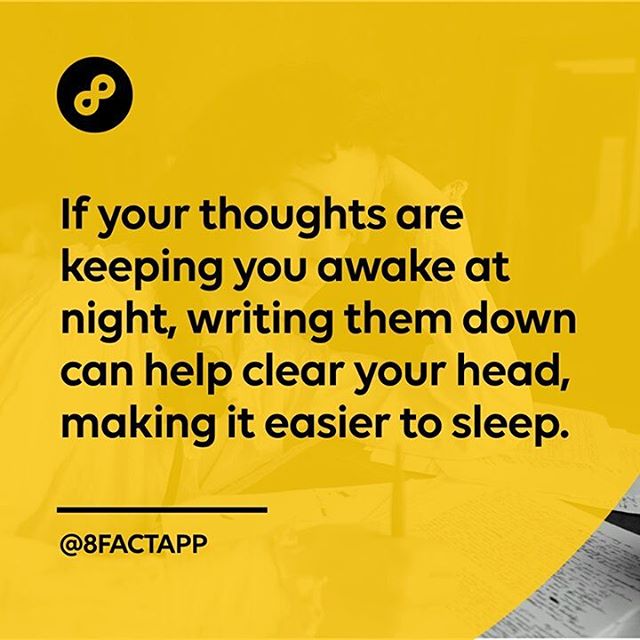 If your thoughts are
keeping you awake at
night, writing them down
can help clear your head,
making it easier to sleep.
@8FACTAPP